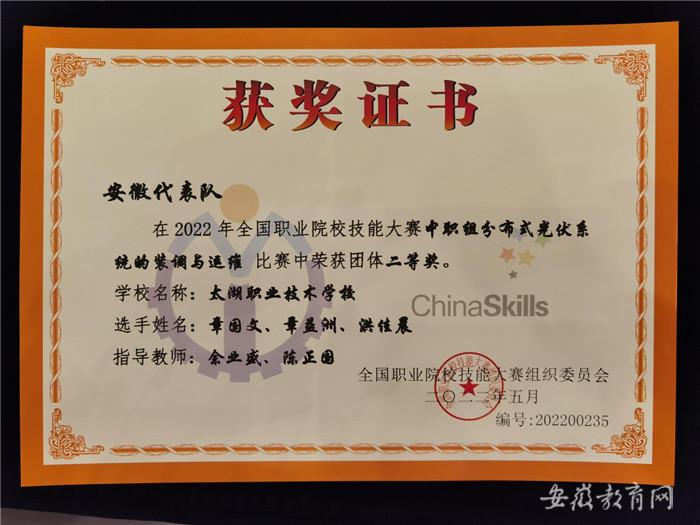 获奖证书
安徽代表队
在2022年全国职业院校技能大赛中职组分布式光伏系
统的装调与运维 比赛中荣获团体二等奖。
学校名称：太湖职业技术学校
ChinaSkills
选手姓名：章国文、章益洲、洪佳晨
指导教师：余业盛、陈正国
全国职业院校技能大赛组织委员会
二〇二二年五月
编号:202200235
安徽教育网